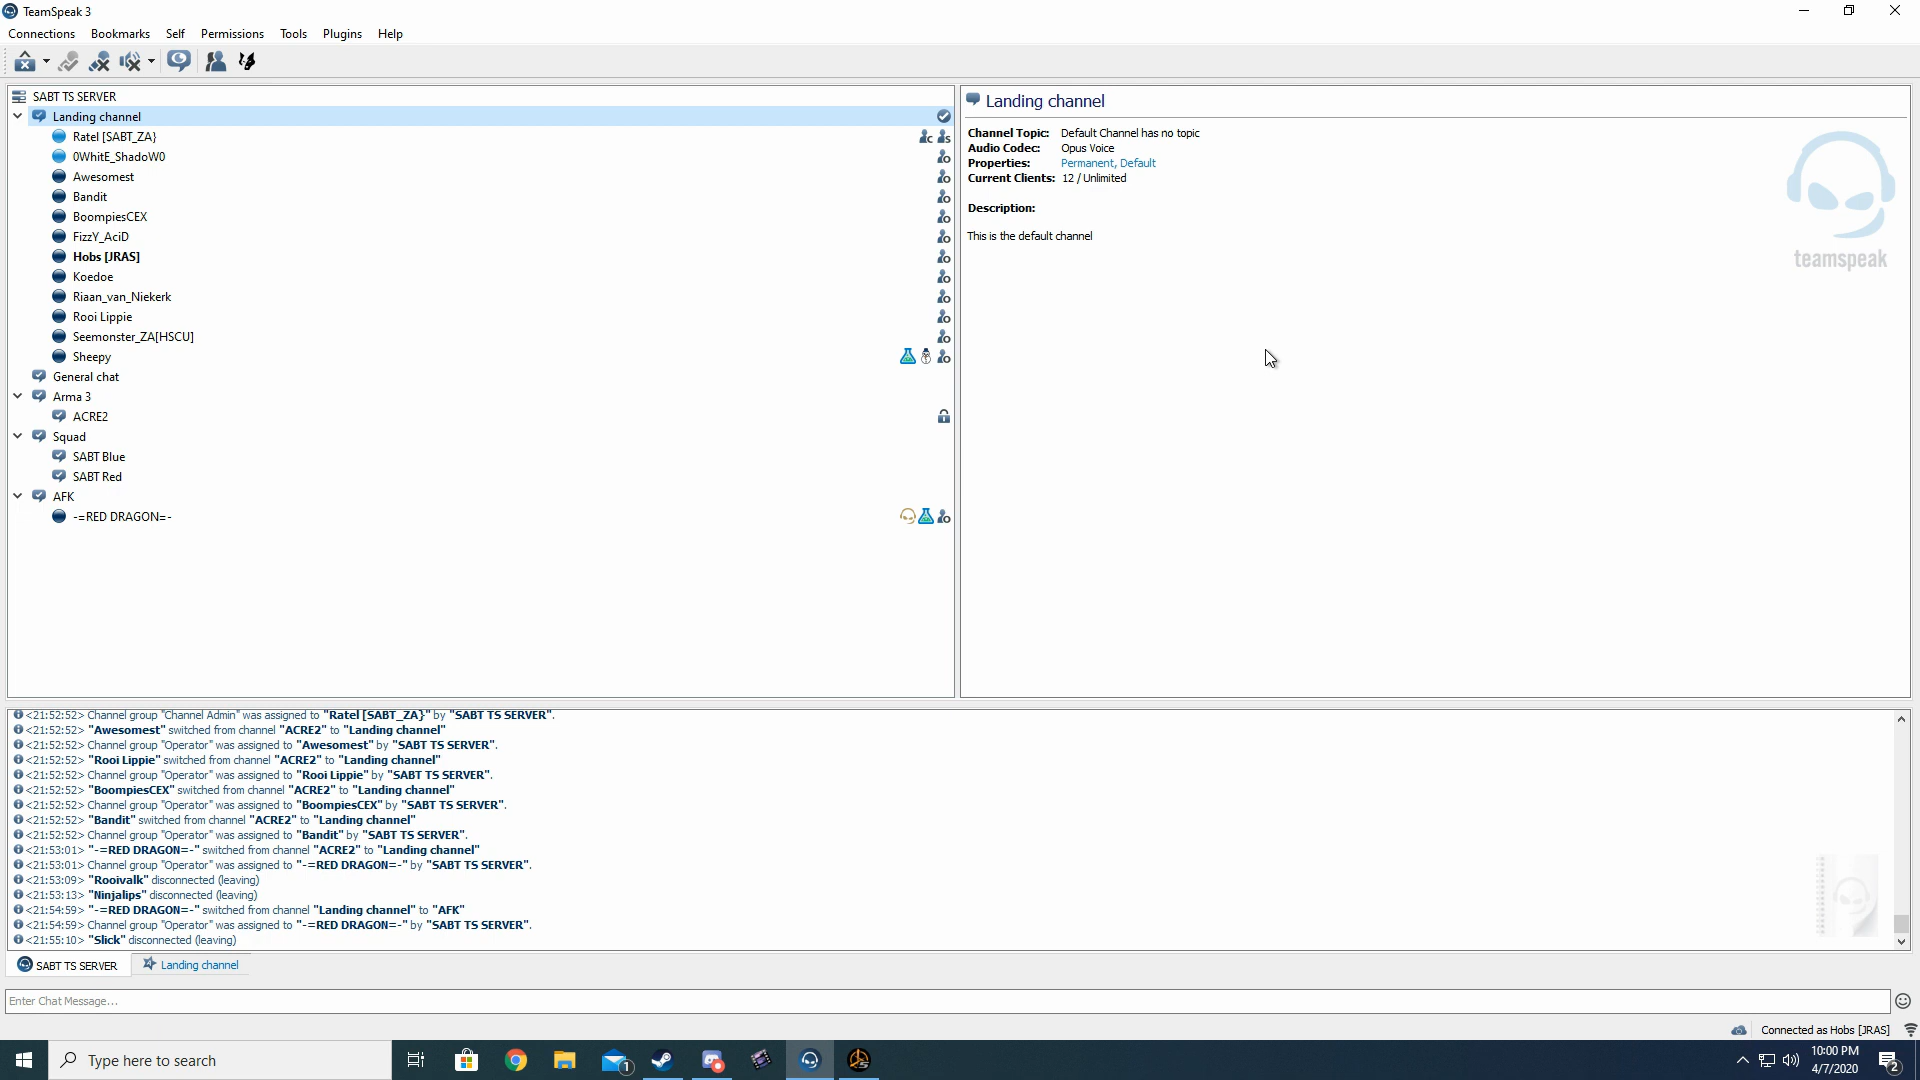 TeamSpeak 3
Connections Bookmarks Self Permissions Tools Plugins Help
SABT TS SERVER
Landing channel
Ratel [SABT_ZA}
0WhitE_ShadoW0
Awesomest
Bandit
BoompiesCEX
FizzY_AciD
Hobs [JRAS]
Koedoe
Riaan_van_Niekerk
Rooi Lippie
Seemonster_ZA[HSCU]
Sheepy
General chat
Arma 3
ACRE2
Squad
SABT Blue
SABT Red
AFK
-=RED DRAGON=-
Landing channel
Channel Topic: Default Channel has no topic
Audio Codec: Opus Voice
Properties: Permanent, Default
Current Clients: 12 / Unlimited
Description:
This is the default channel
teamspeak
<21:52:52> Channel group "Channel Admin" was assigned to "Ratel [SABT_ZA}" by "SABT TS SERVER".
<21:52:52> "Awesomest" switched from channel "ACRE2" to "Landing channel"
<21:52:52> Channel group "Operator" was assigned to "Awesomest" by "SABT TS SERVER".
<21:52:52> "Rooi Lippie" switched from channel "ACRE2" to "Landing channel"
<21:52:52> Channel group "Operator" was assigned to "Rooi Lippie" by "SABT TS SERVER".
<21:52:52> "BoompiesCEX" switched from channel "ACRE2" to "Landing channel"
<21:52:52> Channel group "Operator" was assigned to "BoompiesCEX" by "SABT TS SERVER".
<21:52:52> "Bandit" switched from channel "ACRE2" to "Landing channel"
<21:52:52> Channel group "Operator" was assigned to "Bandit" by "SABT TS SERVER".
<21:53:01> "-=RED DRAGON=-" switched from channel "ACRE2" to "Landing channel"
<21:53:01> Channel group "Operator" was assigned to "-=RED DRAGON=-" by "SABT TS SERVER".
<21:53:09> "Rooivalk" disconnected (leaving)
<21:53:13> "Ninjalips" disconnected (leaving)
<21:54:59> "-=RED DRAGON=-" switched from channel "Landing channel" to "AFK"
<21:54:59> Channel group "Operator" was assigned to "-=RED DRAGON=-" by "SABT TS SERVER".
<21:55:10> "Slick" disconnected (leaving)
SABT TS SERVER Landing channel
Enter Chat Message...
Connected as Hobs [JRAS]
Type here to search
1
10:00 PM
4/7/2020
2